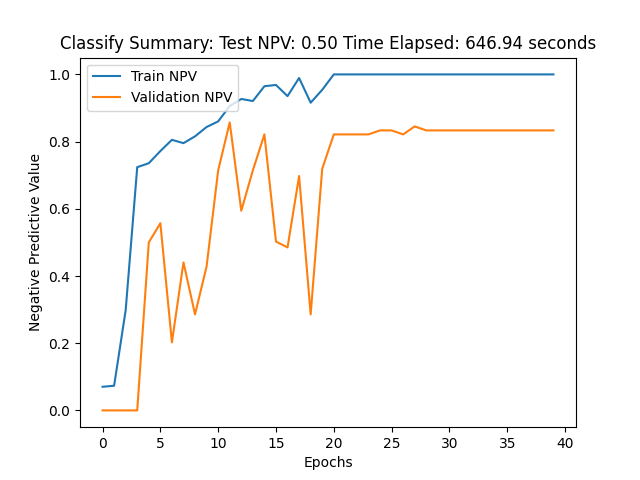 Classify Summary: Test NPV: 0.50 Time Elapsed: 646.94 seconds
Train NPV
Validation NPV
1.0
0.8
0.6
0.4
0.2
0.0
Negative Predictive Value
0 5 10 15 20 25 30 35 40
Epochs